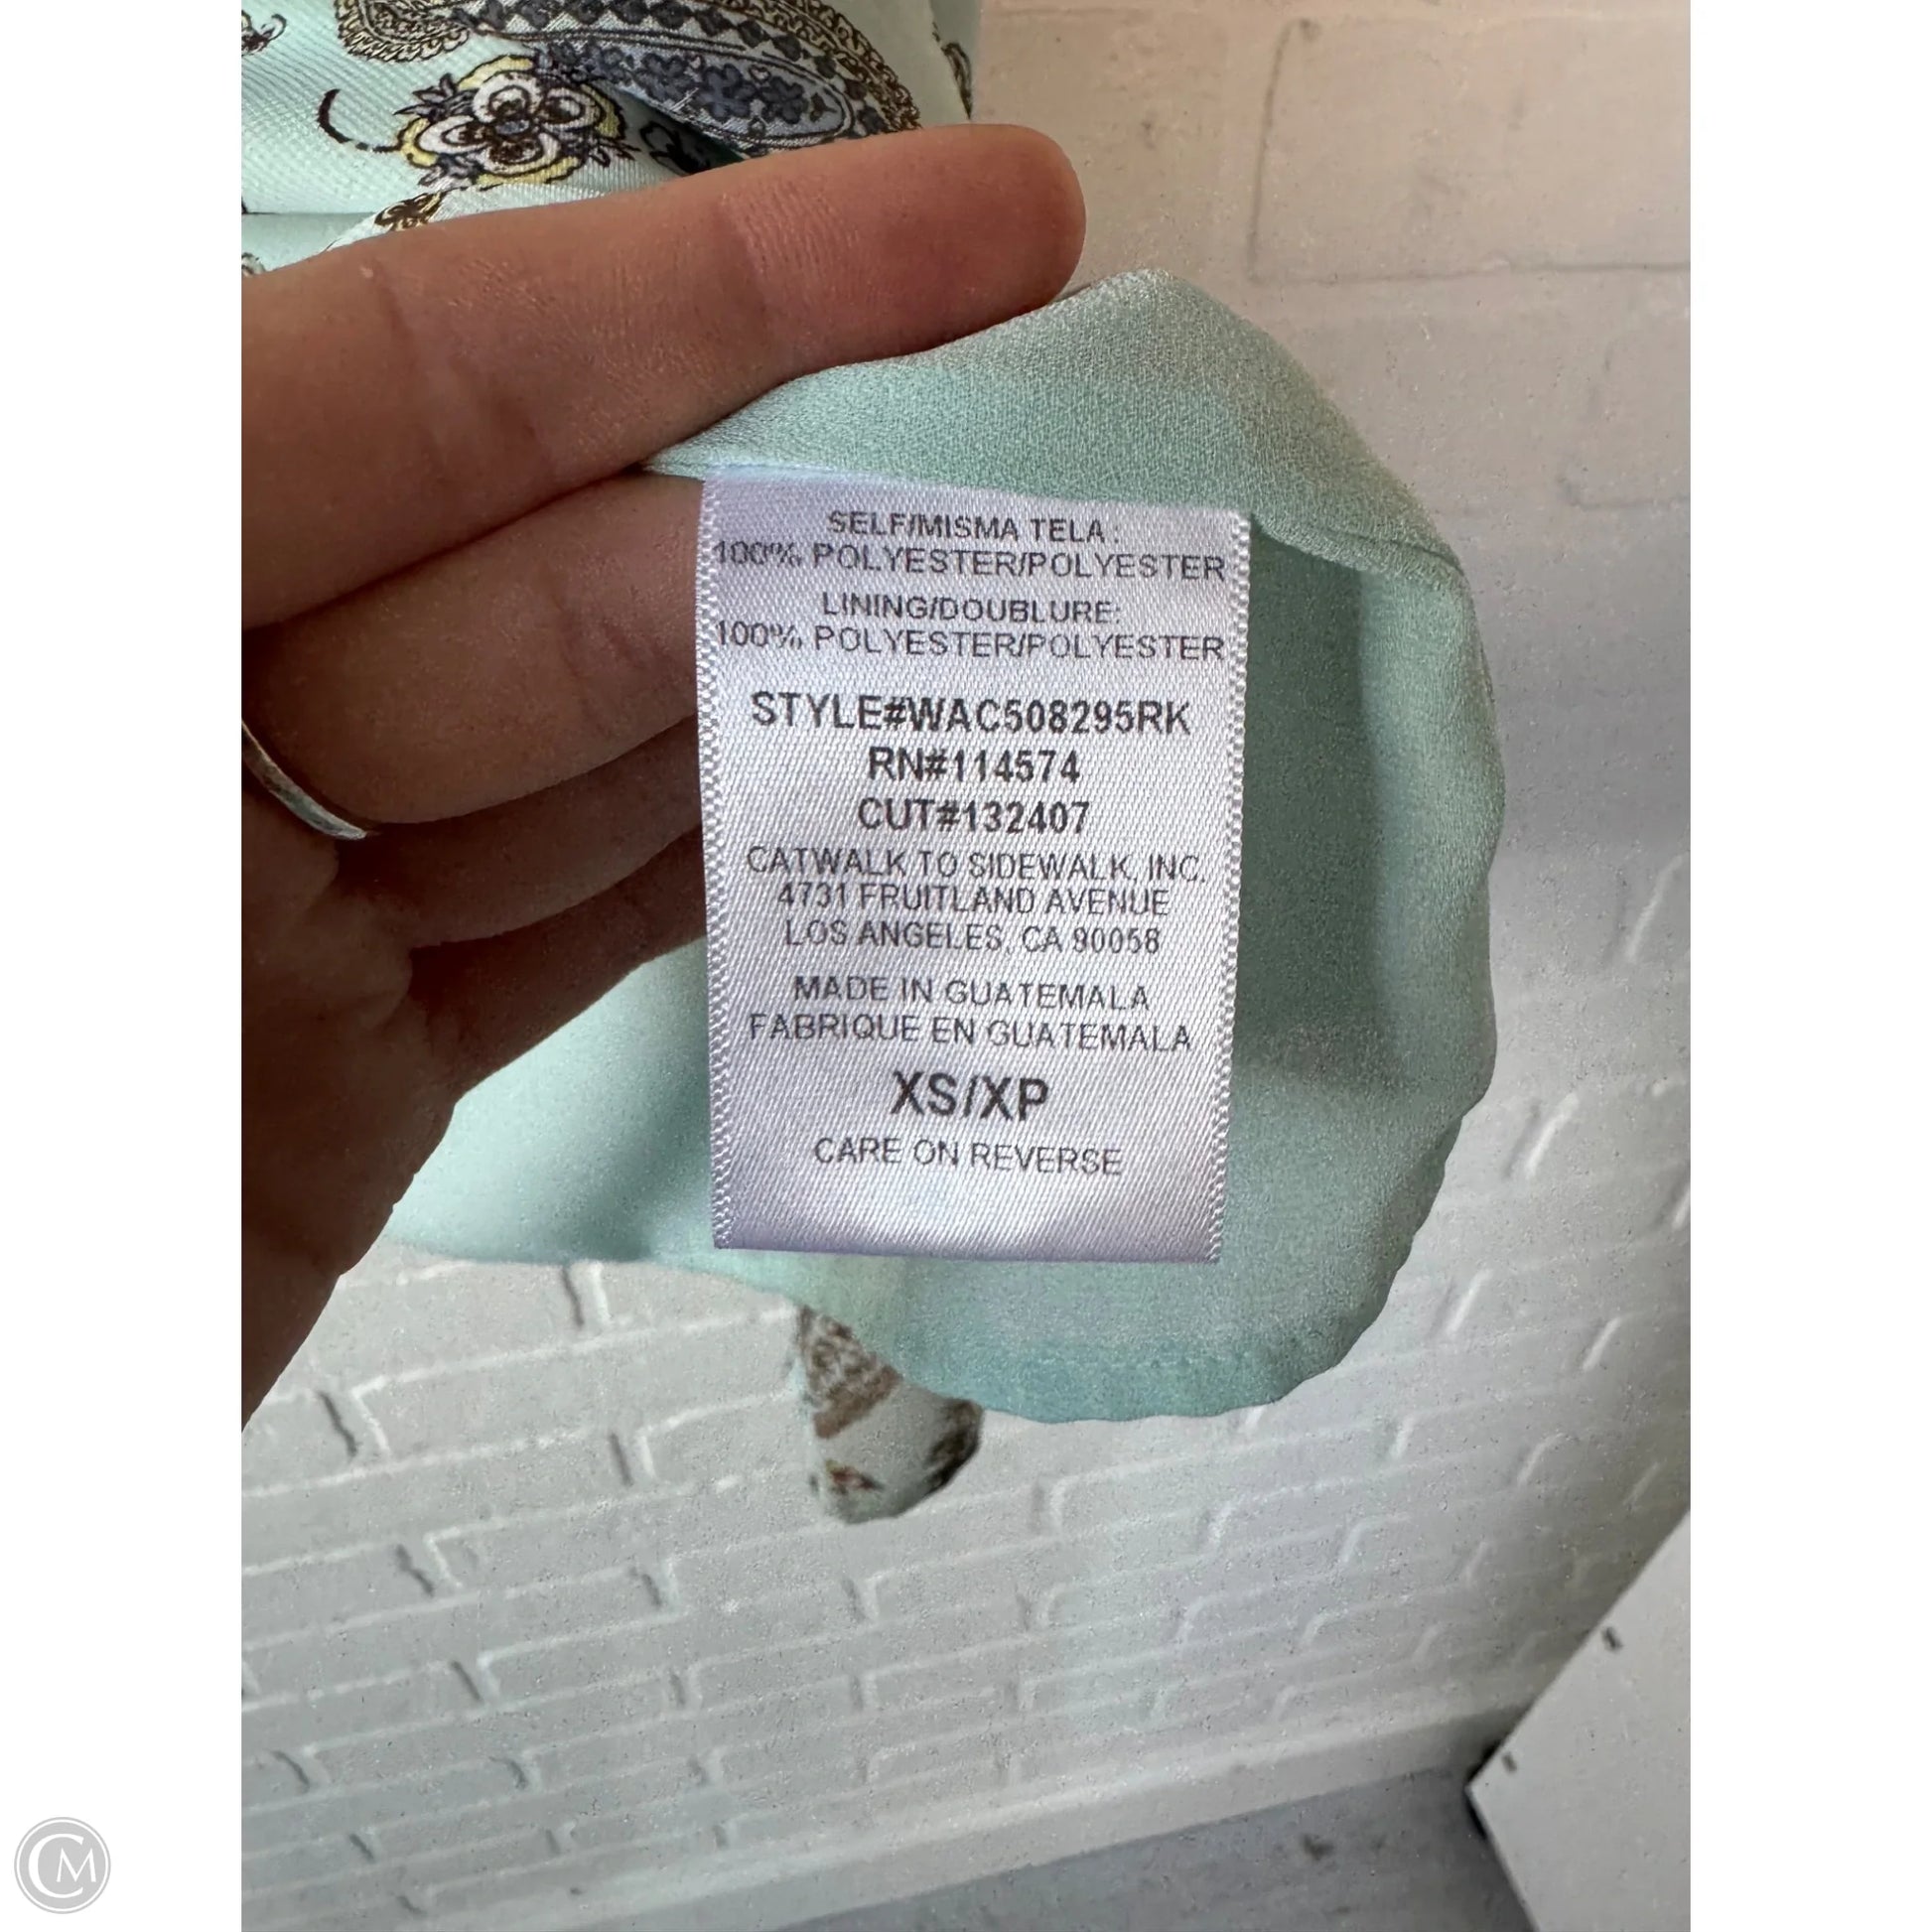 SELF/MISMA TELA:
100% POLYESTER/POLYESTER
LINING/DOUBLURE:
100% POLYESTER/POLYESTER
STYLE#WAC508295RK
RN#114574
CUT#132407
CATWALK TO SIDEWALK, INC.
4731 FRUITLAND AVENUE
LOS ANGELES, CA 90058
MADE IN GUATEMALA
FABRIQUE EN GUATEMALA
XS/XP
CARE ON REVERSE
CM